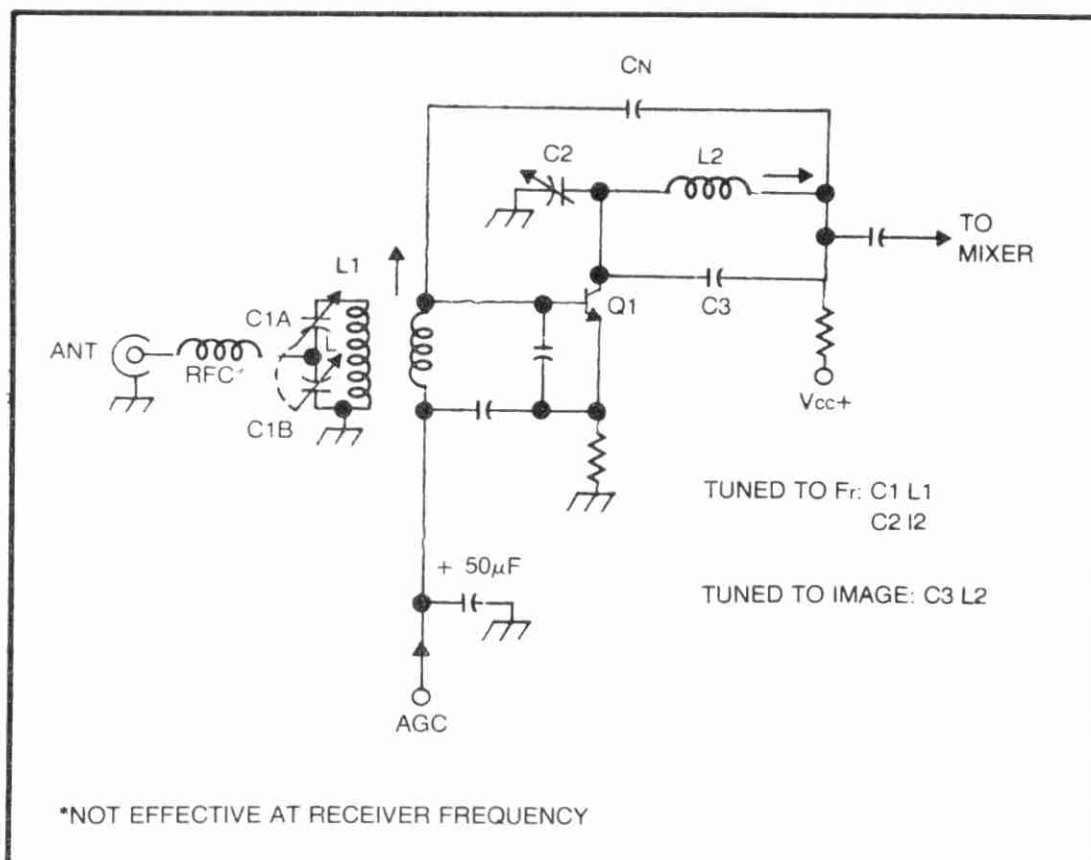 CN
C2
L2
TO
MIXER
L1
C1A
Q1
C3
ANT
L
RFC*
C1B
Vcc+
TUNED TO Fr: C1 L1
C2 I2
+ 50μF
TUNED TO IMAGE: C3 L2
AGC
*NOT EFFECTIVE AT RECEIVER FREQUENCY